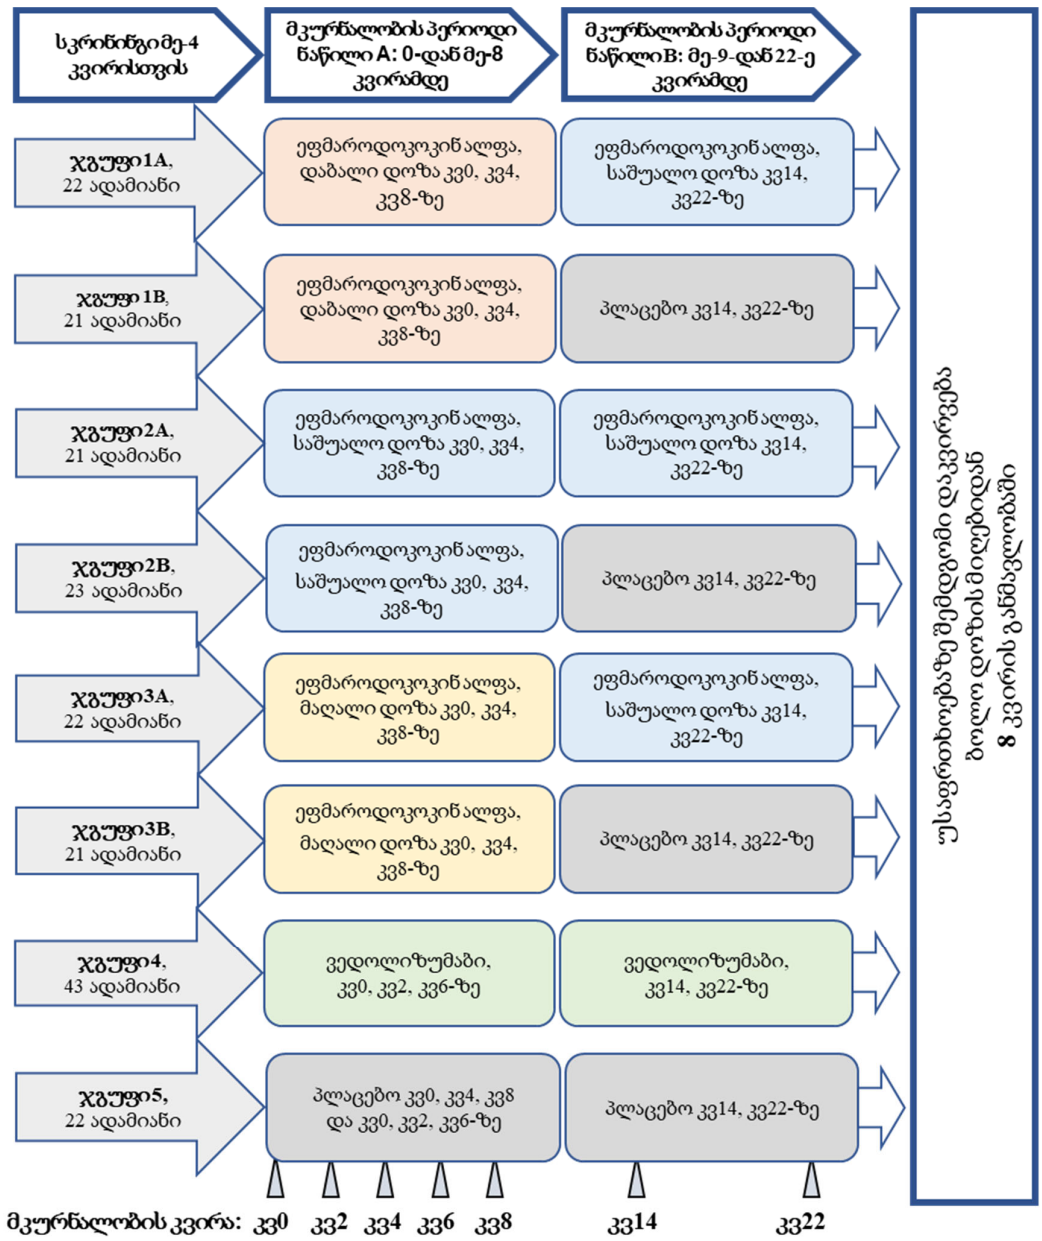 სკრინინგი მე-4
კვირისთვის
მკურნალობის პერიოდი
ნაწილი A: 0-დან მე-8
კვირამდე
მკურნალობის პერიოდი
ნაწილი B: მე-9-დან 22-ე
კვირამდე
ჯგუფი 1A,
22 ადამიანი
ეფმაროდოკოკინ ალფა,
დაბალი დოზა კვ0, კვ4,
კვ8-ზე
ეფმაროდოკოკინ ალფა,
საშუალო დოზა კვ14,
კვ22-ზე
ჯგუფი 1B,
21 ადამიანი
ეფმაროდოკოკინ ალფა,
დაბალი დოზა კვ0, კვ4,
კვ8-ზე
პლაცებო კვ14, კვ22-ზე
ჯგუფი 2A,
21 ადამიანი
ეფმაროდოკოკინ ალფა,
საშუალო დოზა კვ0, კვ4,
კვ8-ზე
ეფმაროდოკოკინ ალფა,
საშუალო დოზა კვ14,
კვ22-ზე
ჯგუფი 2B,
23 ადამიანი
ეფმაროდოკოკინ ალფა,
საშუალო დოზა კვ0, კვ4,
კვ8-ზე
პლაცებო კვ14, კვ22-ზე
ჯგუფი 3A,
22 ადამიანი
ეფმაროდოკოკინ ალფა,
მაღალი დოზა კვ0, კვ4,
კვ8-ზე
ეფმაროდოკოკინ ალფა,
საშუალო დოზა კვ14,
კვ22-ზე
ჯგუფი 3B,
21 ადამიანი
ეფმაროდოკოკინ ალფა,
მაღალი დოზა კვ0, კვ4,
კვ8-ზე
პლაცებო კვ14, კვ22-ზე
ჯგუფი 4,
43 ადამიანი
ვედოლიზუმაბი,
კვ0, კვ2, კვ6-ზე
ვედოლიზუმაბი,
კვ14, კვ22-ზე
ჯგუფი 5,
22 ადამიანი
პლაცებო კვ0, კვ4, კვ8
და კვ0, კვ2, კვ6-ზე
პლაცებო კვ14, კვ22-ზე
უსაფრთხოებაზე შემდგომი დაკვირვება
ბოლო დოზის მიღებიდან
8 კვირის განმავლობაში
მკურნალობის კვირა: კვ0 კვ2 კვ4 კვ6 კვ8 კვ14 კვ22